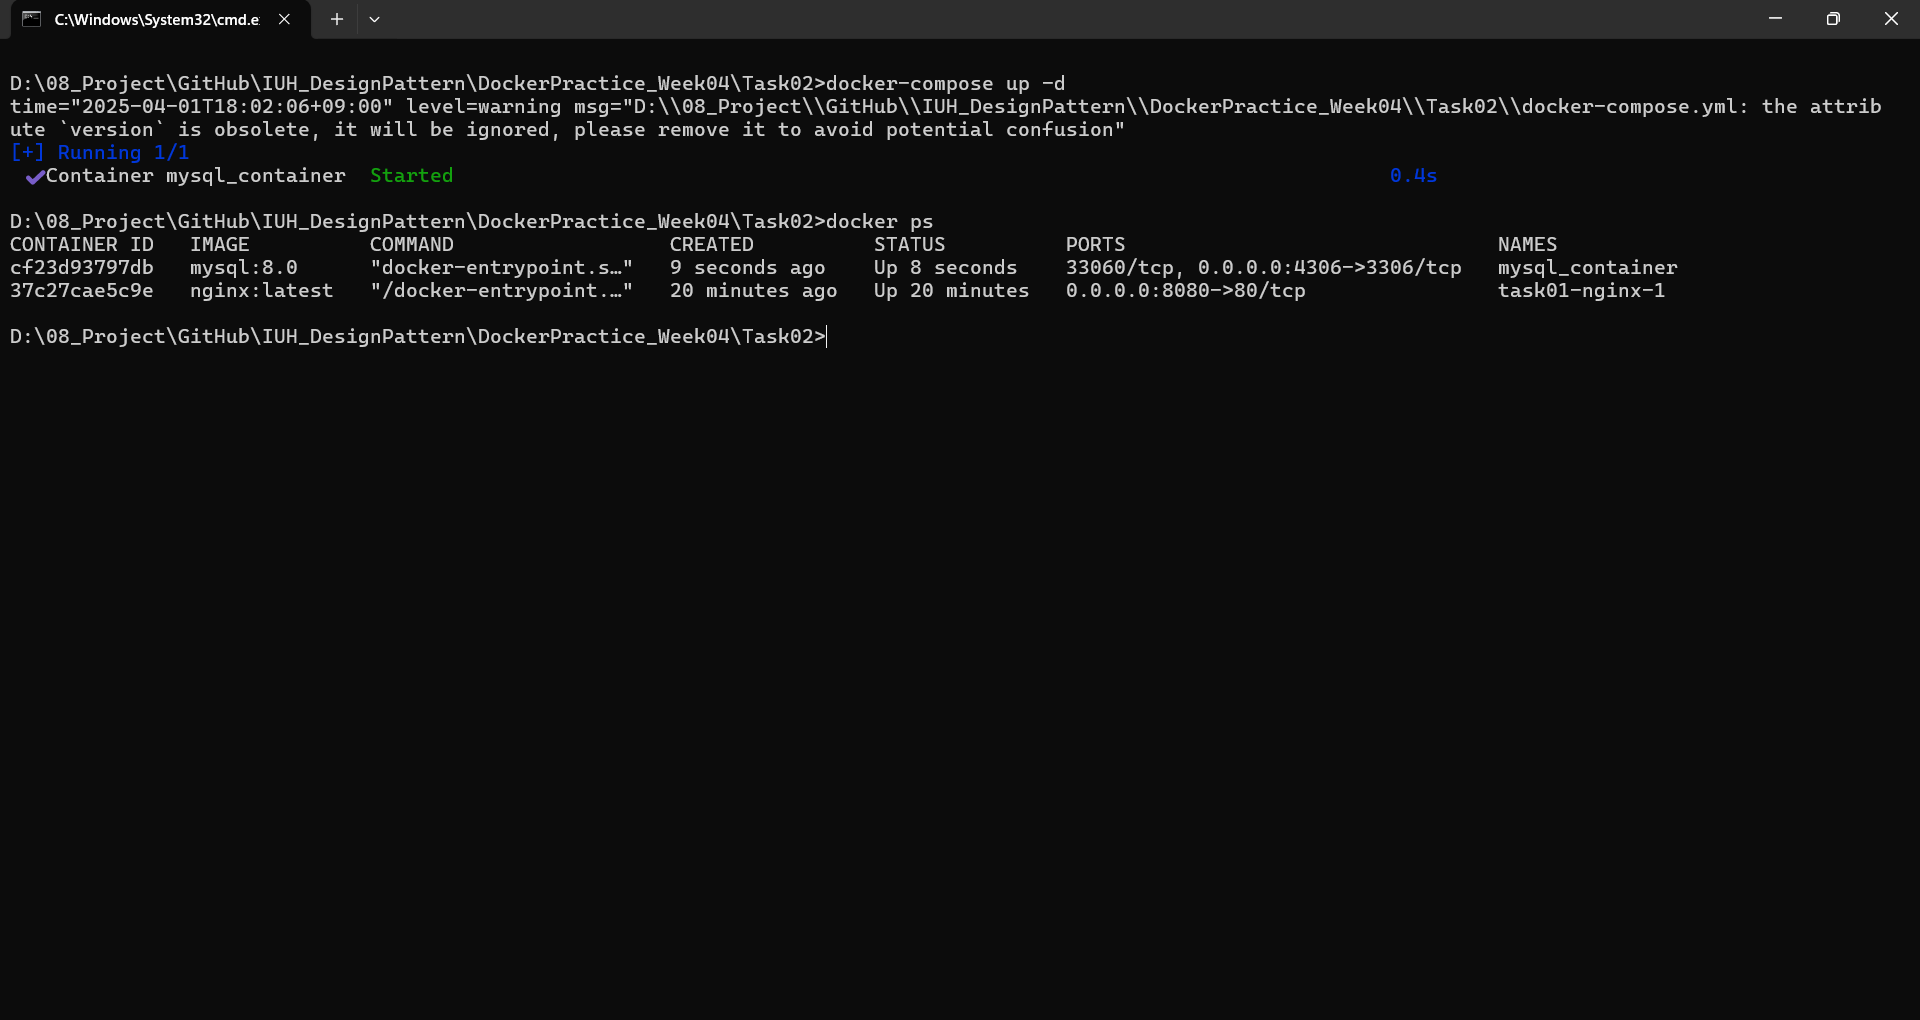 C:\Windows\System32\cmd.e
D:\08_Project\GitHub\IUH_DesignPattern\DockerPractice_Week04\Task02>docker-compose up -d
time="2025-04-01T18:02:06+09:00" level=warning msg="D:\\08_Project\\GitHub\\IUH_DesignPattern\\DockerPractice_Week04\\Task02\\docker-compose.yml: the attrib
ute `version` is obsolete, it will be ignored, please remove it to avoid potential confusion"
[+] Running 1/1
✔Container mysql_container  Started  0.4s
D:\08_Project\GitHub\IUH_DesignPattern\DockerPractice_Week04\Task02>docker ps
CONTAINER ID   IMAGE          COMMAND                  CREATED          STATUS          PORTS                               NAMES
cf23d93797db   mysql:8.0      "docker-entrypoint.s…"   9 seconds ago    Up 8 seconds    33060/tcp, 0.0.0.0:4306->3306/tcp   mysql_container
37c27cae5c9e   nginx:latest   "/docker-entrypoint.…"   20 minutes ago   Up 20 minutes   0.0.0.0:8080->80/tcp                task01-nginx-1
D:\08_Project\GitHub\IUH_DesignPattern\DockerPractice_Week04\Task02>